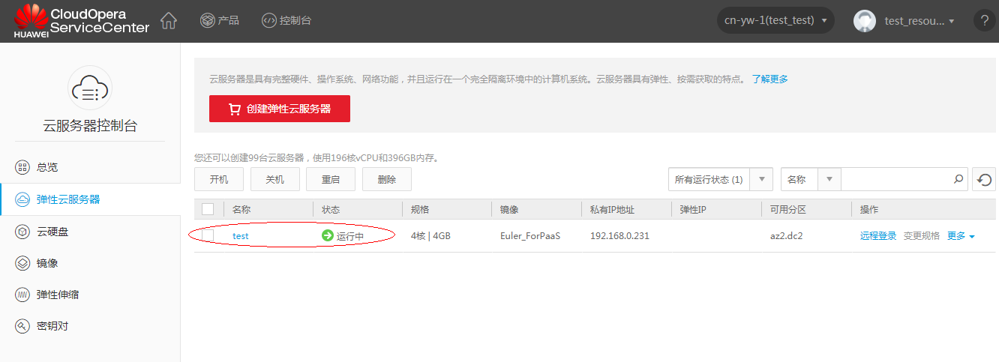 HUAWEI
CloudOpera
ServiceCenter
产品
控制台
cn-yw-1(test_test)
test_resou...
?
云服务器控制台
总览
弹性云服务器
云硬盘
镜像
弹性伸缩
密钥对
云服务器是具有完整硬件、操作系统、网络功能，并且运行在一个完全隔离环境中的计算机系统。云服务器具有弹性、按需获取的特点。 了解更多
创建弹性云服务器
您还可以创建99台云服务器，使用196核vCPU和396GB内存。
开机 关机 重启 删除 所有运行状态 (1) 名称
名称 状态 规格 镜像 私有IP地址 弹性IP 可用分区 操作
test 运行中 4核 | 4GB Euler_ForPaaS 192.168.0.231 az2.dc2 远程登录 变更规格 更多